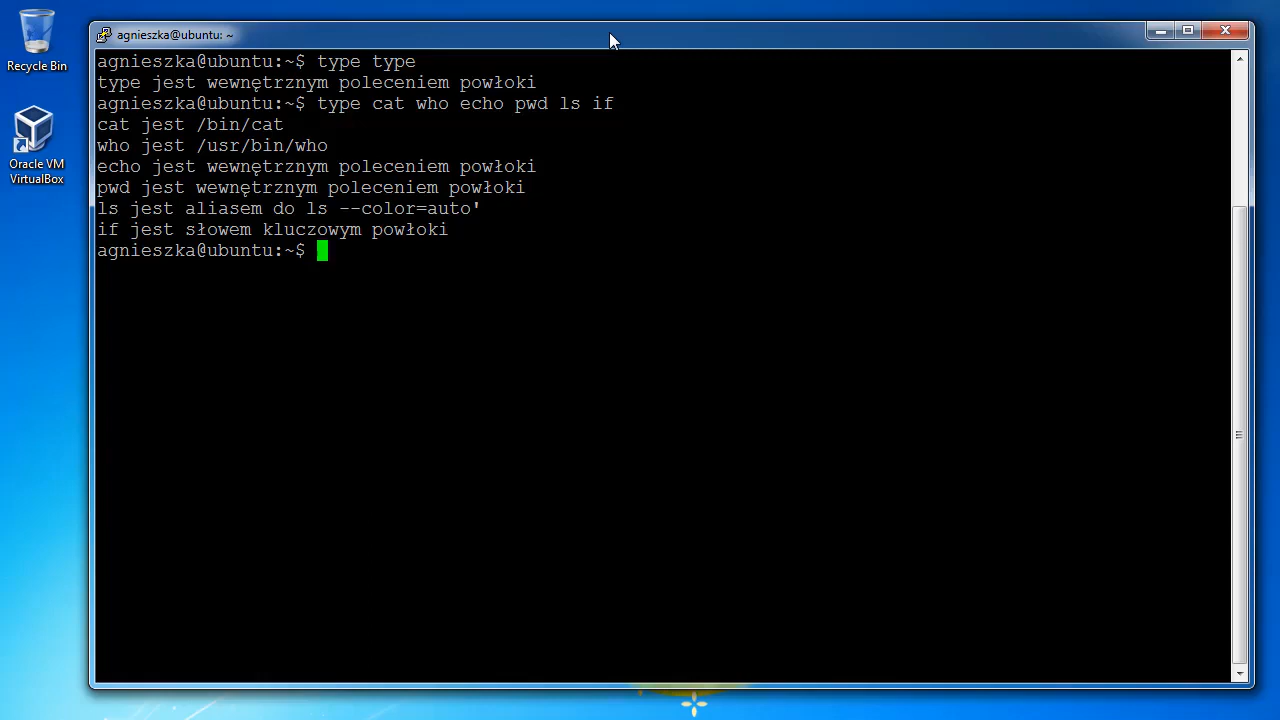 Recycle Bin
Oracle VM
VirtualBox
agnieszka@ubuntu: ~
agnieszka@ubuntu:~$ type type
type jest wewnętrznym poleceniem powłoki
agnieszka@ubuntu:~$ type cat who echo pwd ls if
cat jest /bin/cat
who jest /usr/bin/who
echo jest wewnętrznym poleceniem powłoki
pwd jest wewnętrznym poleceniem powłoki
ls jest aliasem do ls --color=auto'
if jest słowem kluczowym powłoki
agnieszka@ubuntu:~$